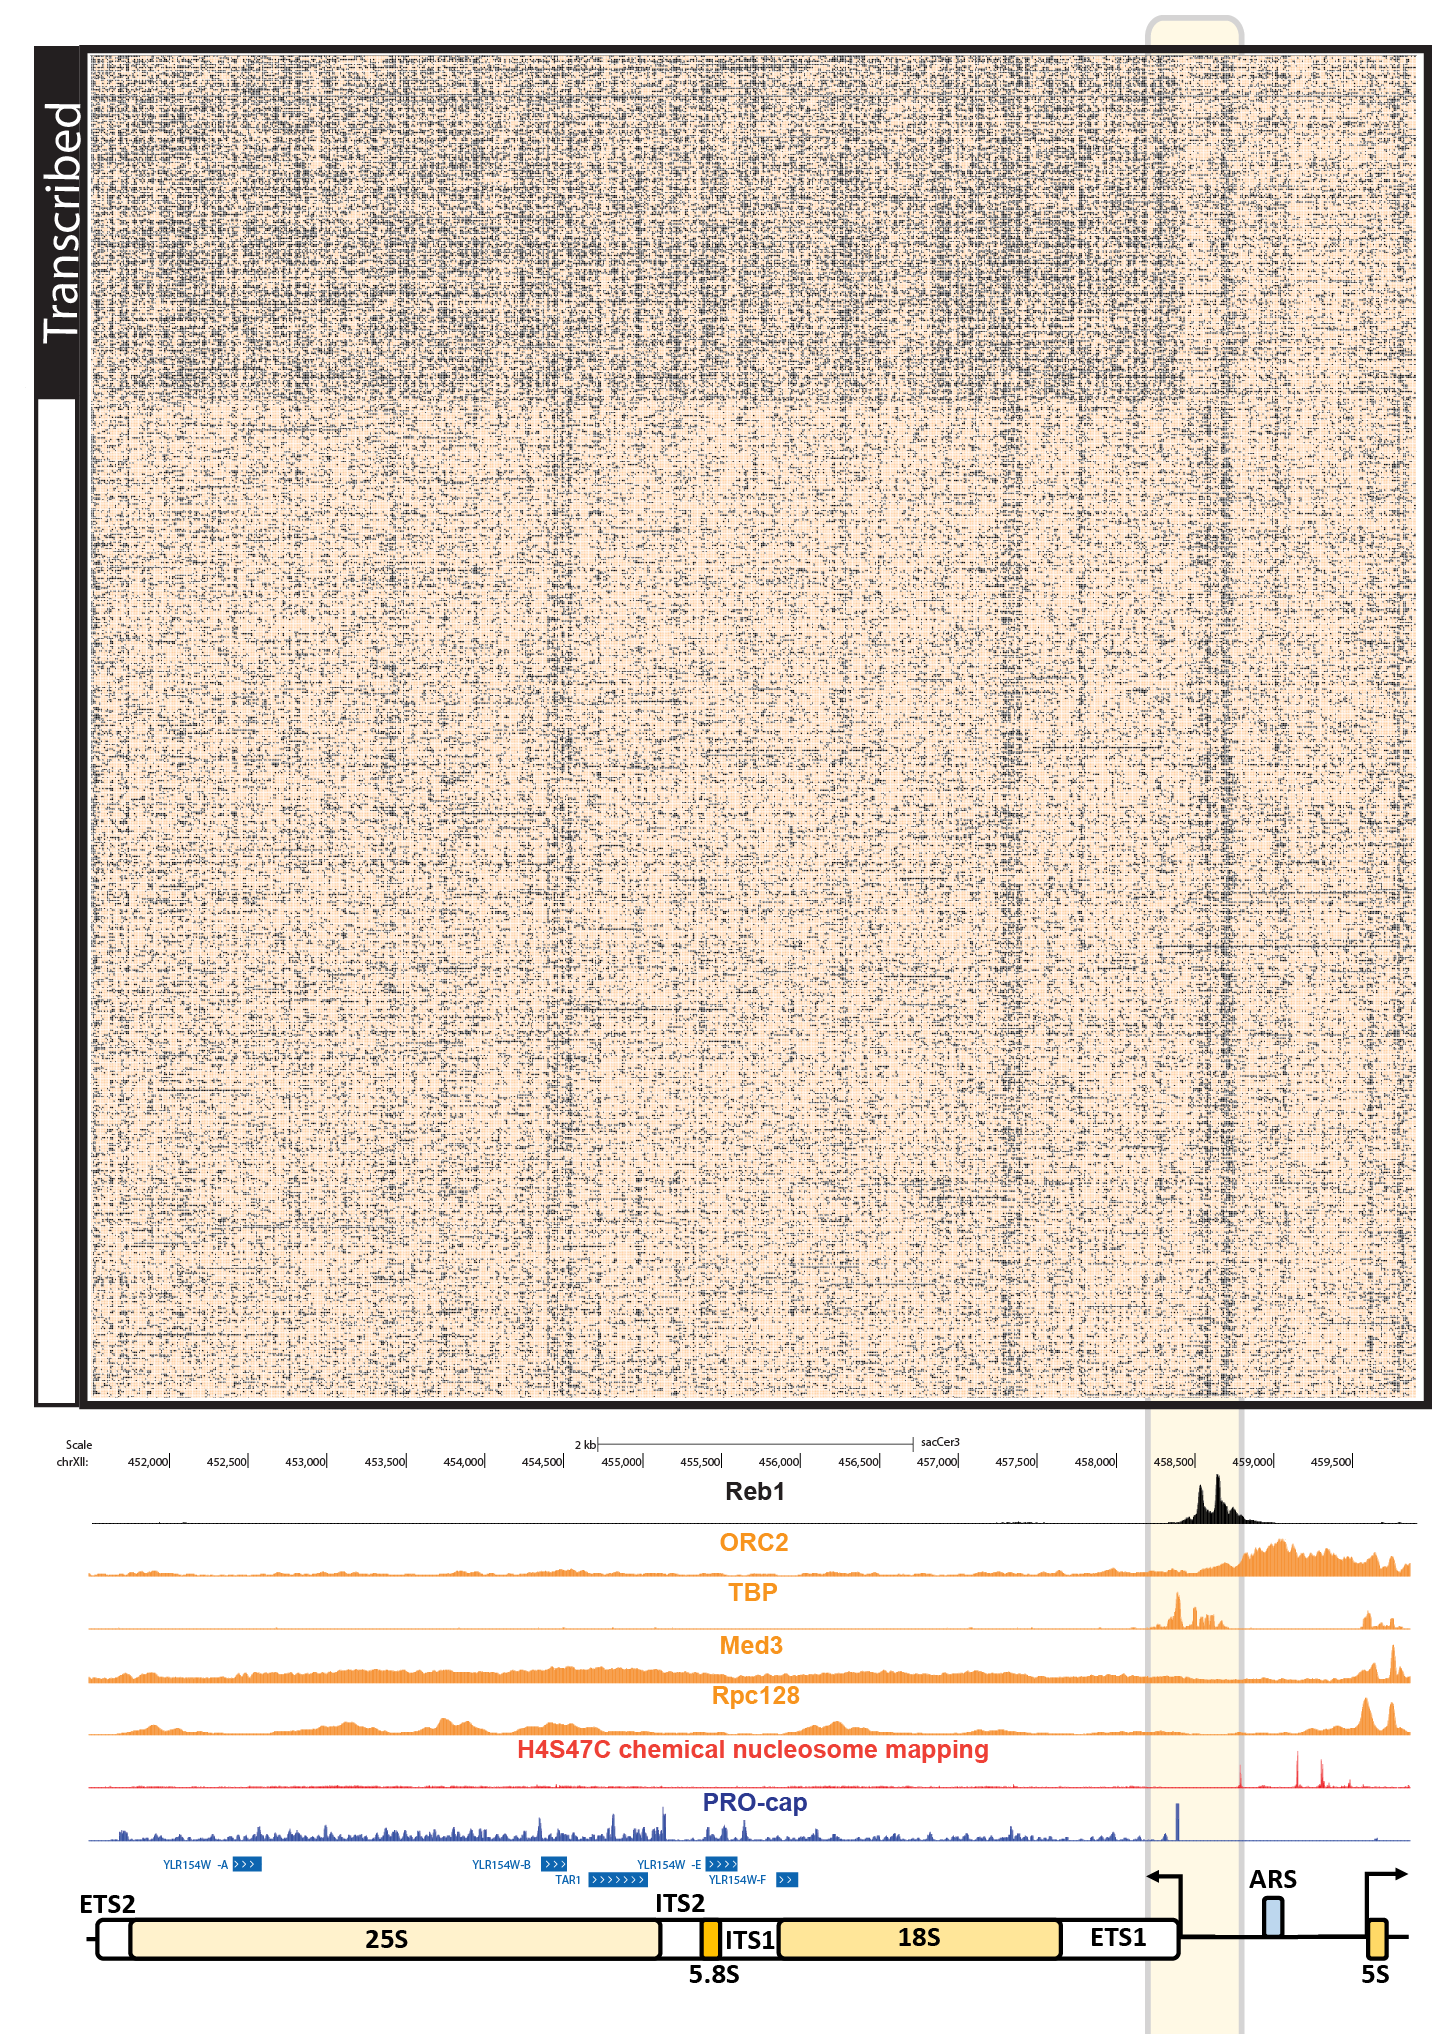 Transcribed
Scale
2 kb
sacCer3
chrXII:
452,000
452,500
453,000
453,500
454,000
454,500
455,000
455,500
456,000
456,500
457,000
457,500
458,000
458,500
459,000
459,500
Reb1
ORC2
TBP
Med3
Rpc128
H4S47C chemical nucleosome mapping
PRO-cap
YLR154W -A
YLR154W-B
YLR154W -E
TAR1
YLR154W-F
ETS2
ITS2
ARS
25S
ITS1
18S
ETS1
5.8S
5S